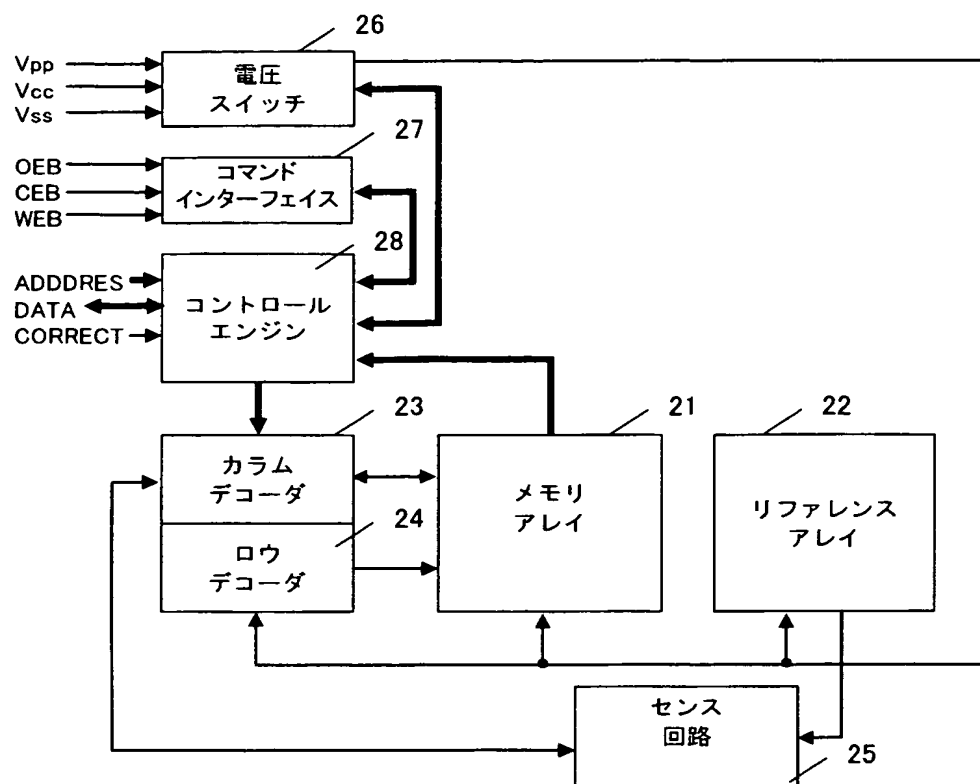 26
Vpp
Vcc
Vss
電圧
スイッチ
27
OEB
CEB
WEB
コマンド
インターフェイス
28
ADDDRES
DATA
CORRECT
コントロール
エンジン
23
21
22
カラム
デコーダ
24
ロウ
デコーダ
メモリ
アレイ
リファレンス
アレイ
センス
回路
25